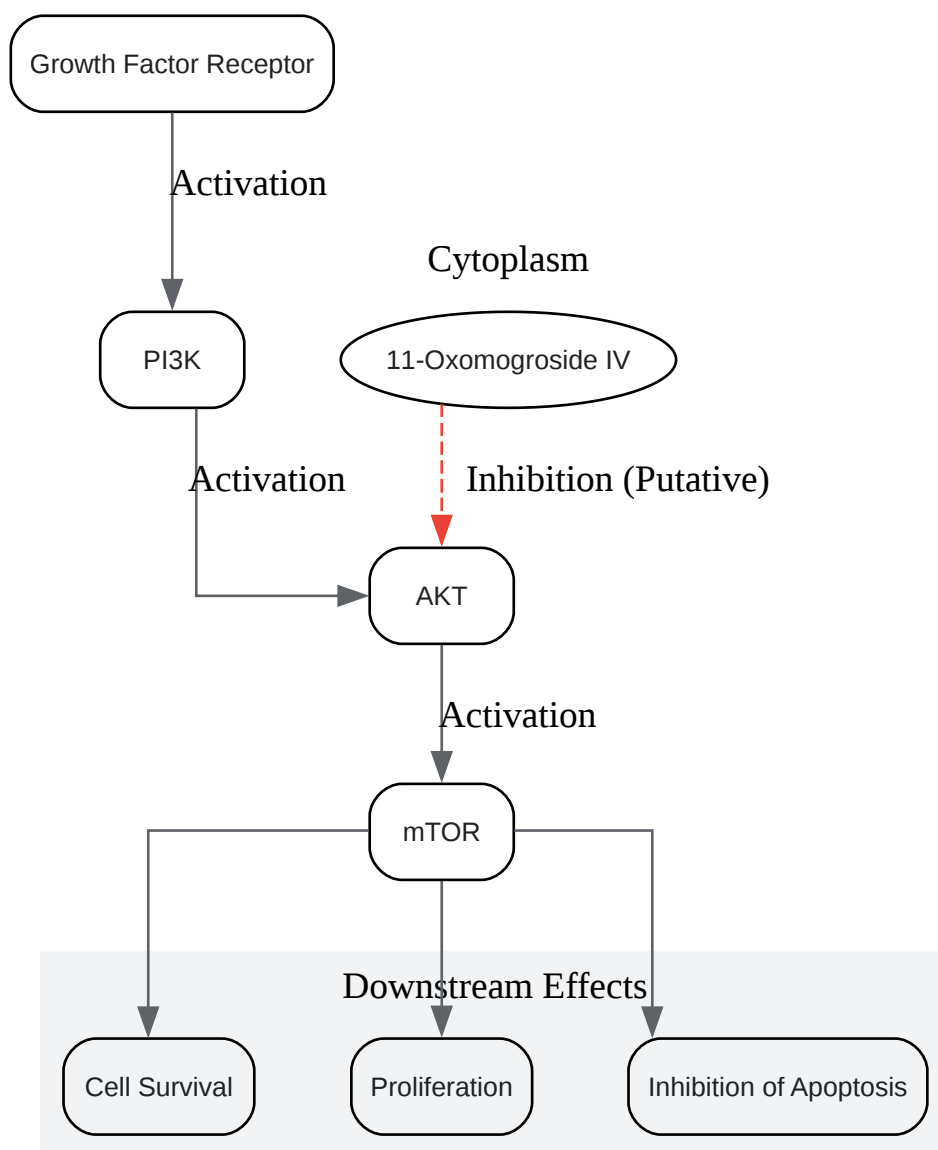 Growth Factor Receptor
Activation
Cytoplasm
PI3K
11-Oxomogroside IV
Activation
Inhibition (Putative)
AKT
Activation
mTOR
Downstream Effects
Cell Survival
Proliferation
Inhibition of Apoptosis